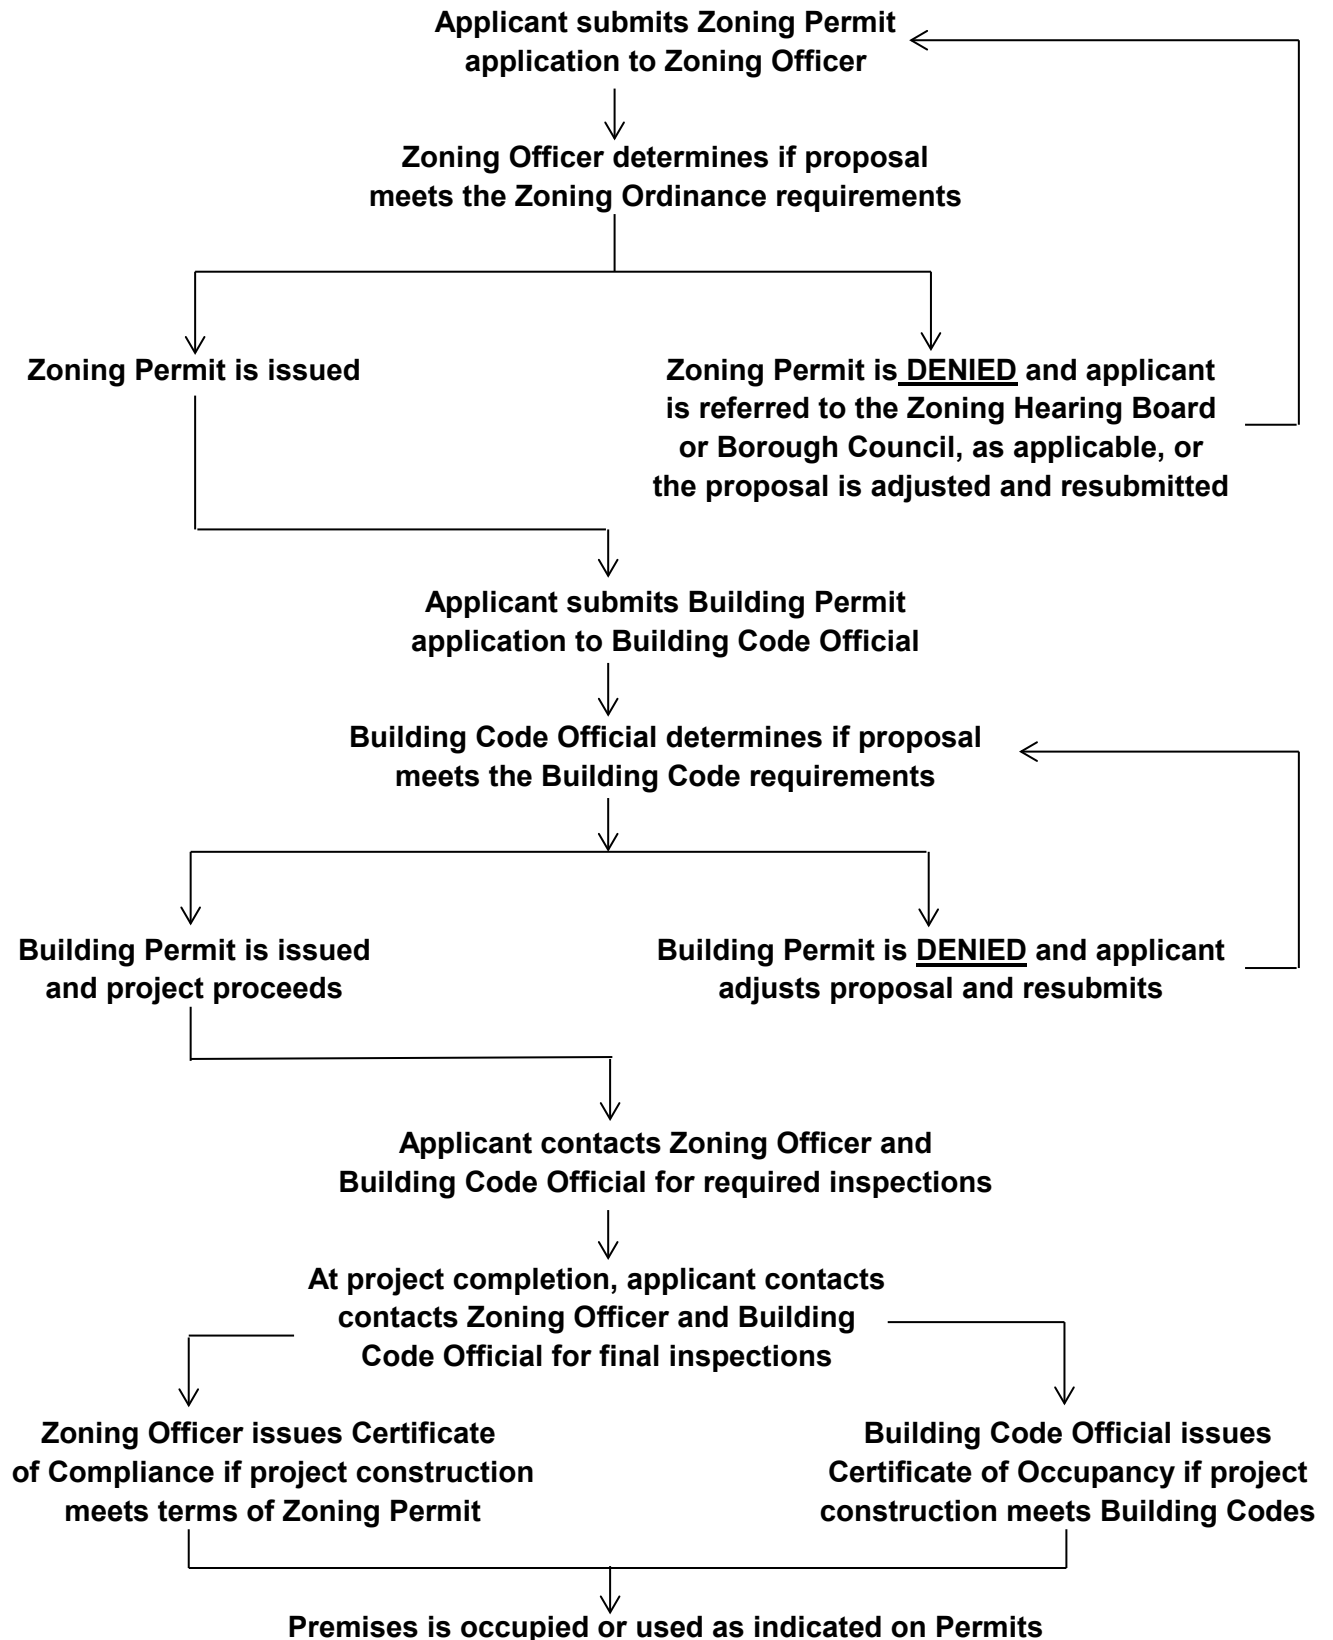 Applicant submits Zoning Permit
application to Zoning Officer
Zoning Officer determines if proposal
meets the Zoning Ordinance requirements
Zoning Permit is issued
Zoning Permit is DENIED and applicant
is referred to the Zoning Hearing Board
or Borough Council, as applicable, or
the proposal is adjusted and resubmitted
Applicant submits Building Permit
application to Building Code Official
Building Code Official determines if proposal
meets the Building Code requirements
Building Permit is issued
and project proceeds
Building Permit is DENIED and applicant
adjusts proposal and resubmits
Applicant contacts Zoning Officer and
Building Code Official for required inspections
At project completion, applicant contacts
contacts Zoning Officer and Building
Code Official for final inspections
Zoning Officer issues Certificate
of Compliance if project construction
meets terms of Zoning Permit
Building Code Official issues
Certificate of Occupancy if project
construction meets Building Codes
Premises is occupied or used as indicated on Permits